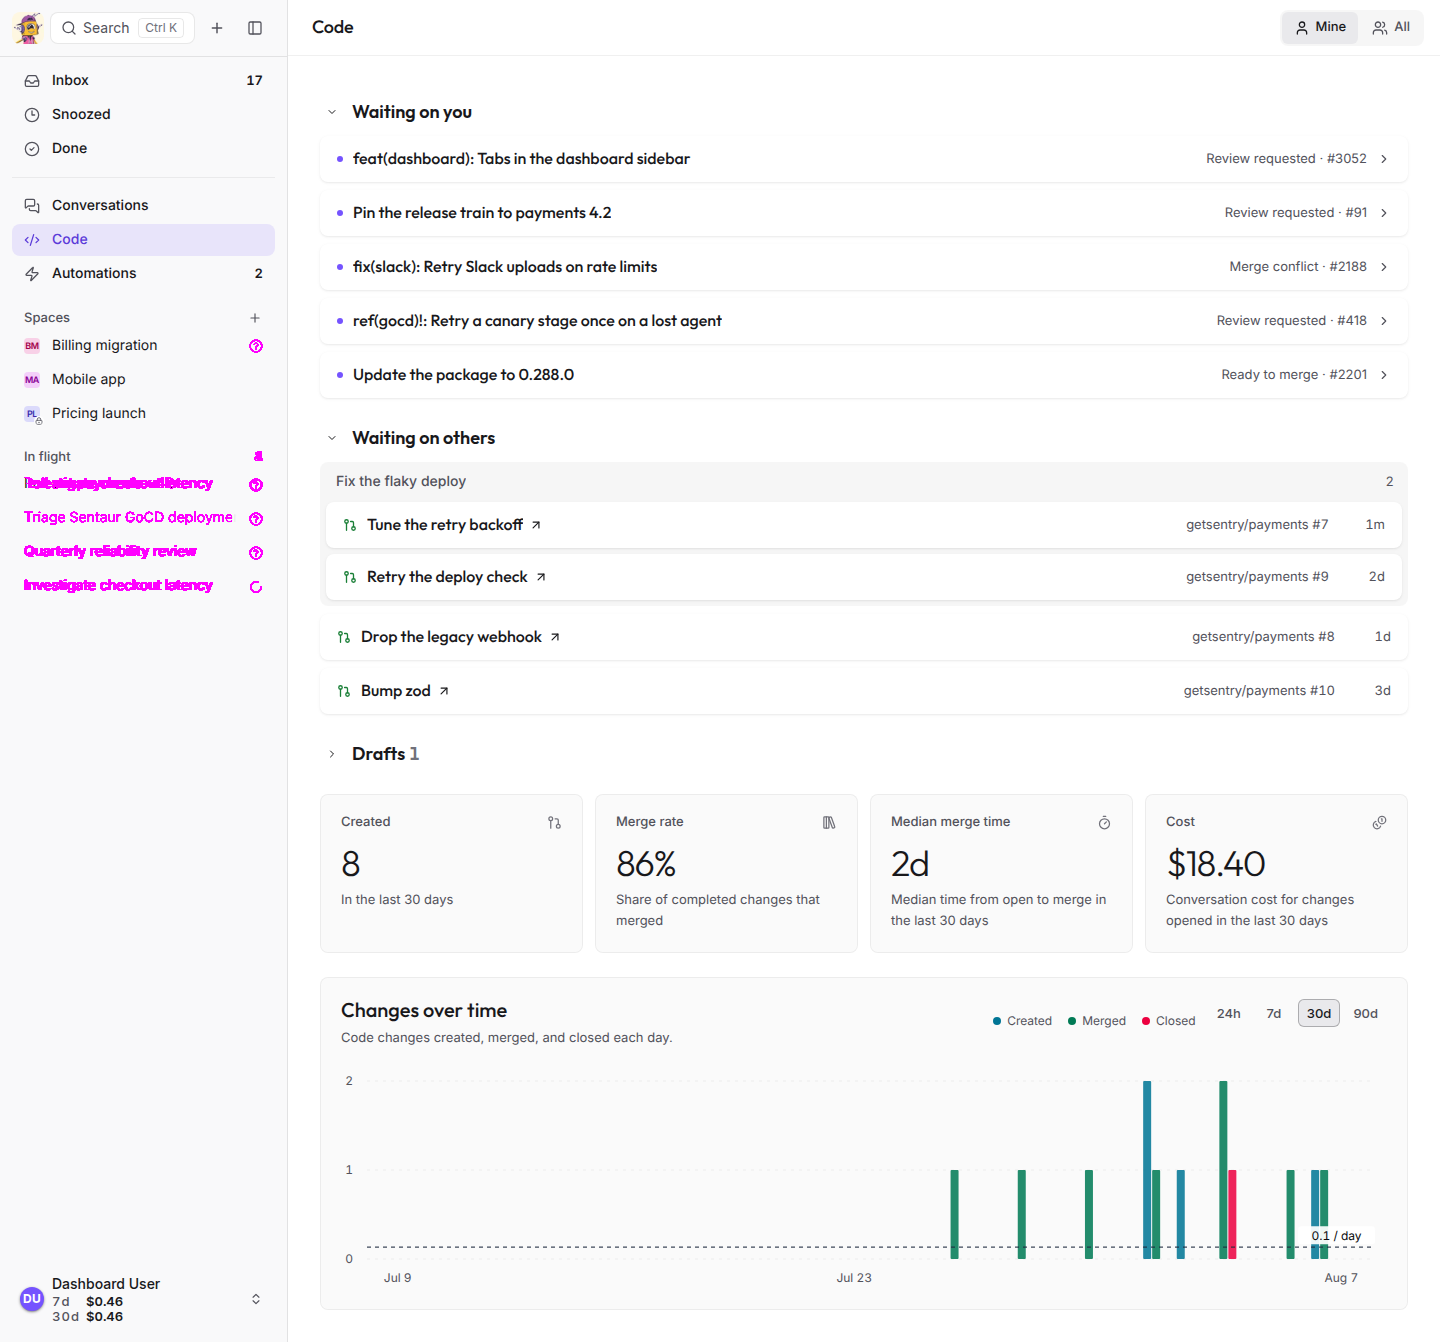 Search Ctrl K
Inbox 17
Snoozed
Done
Conversations
Code
Automations 2
Spaces
BM Billing migration
MA Mobile app
PL Pricing launch
In flight
Triage Sentaur GoCD deployme
Quarterly reliability review
Investigate checkout latency
Dashboard User
DU
7d $0.46
30d $0.46
Code
Mine All
Waiting on you
feat(dashboard): Tabs in the dashboard sidebar Review requested · #3052
Pin the release train to payments 4.2 Review requested · #91
fix(slack): Retry Slack uploads on rate limits Merge conflict · #2188
ref(gocd)!: Retry a canary stage once on a lost agent Review requested · #418
Update the package to 0.288.0 Ready to merge · #2201
Waiting on others
Fix the flaky deploy 2
Tune the retry backoff getsentry/payments #7 1m
Retry the deploy check getsentry/payments #9 2d
Drop the legacy webhook getsentry/payments #8 1d
Bump zod getsentry/payments #10 3d
Drafts 1
Created
8
In the last 30 days
Merge rate
86%
Share of completed changes that
merged
Median merge time
2d
Median time from open to merge in
the last 30 days
Cost
$18.40
Conversation cost for changes
opened in the last 30 days
Changes over time
Code changes created, merged, and closed each day.
Created Merged Closed 24h 7d 30d 90d
2
1
0
0.1 / day
Jul 9 Jul 23 Aug 7